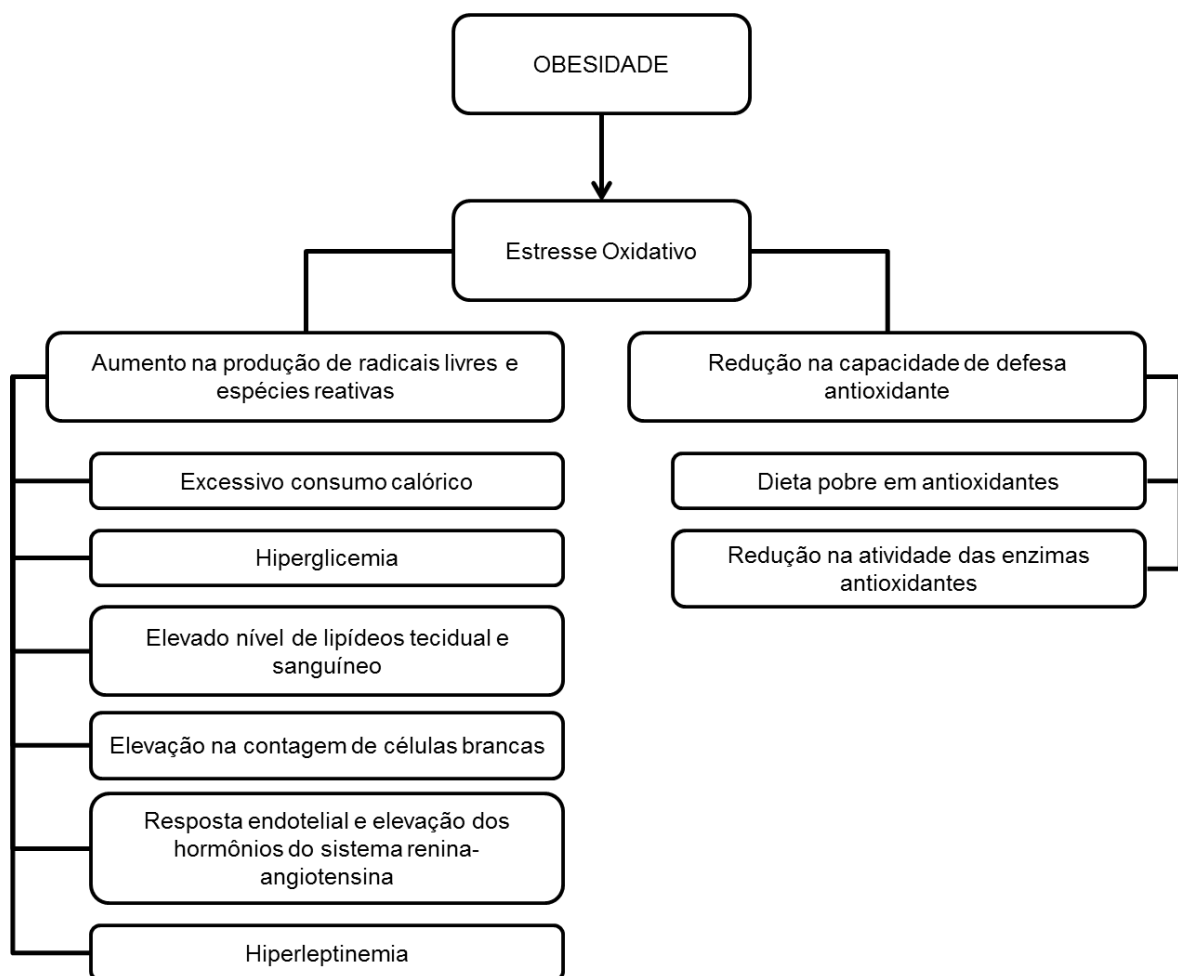 OBESIDADE
Estresse Oxidativo
Aumento na produção de radicais livres e
espécies reativas
Excessivo consumo calórico
Hiperglicemia
Elevado nível de lipídeos tecidual e
sanguíneo
Elevação na contagem de células brancas
Resposta endotelial e elevação dos
hormônios do sistema renina-
angiotensina
Hiperleptinemia
Redução na capacidade de defesa
antioxidante
Dieta pobre em antioxidantes
Redução na atividade das enzimas
antioxidantes